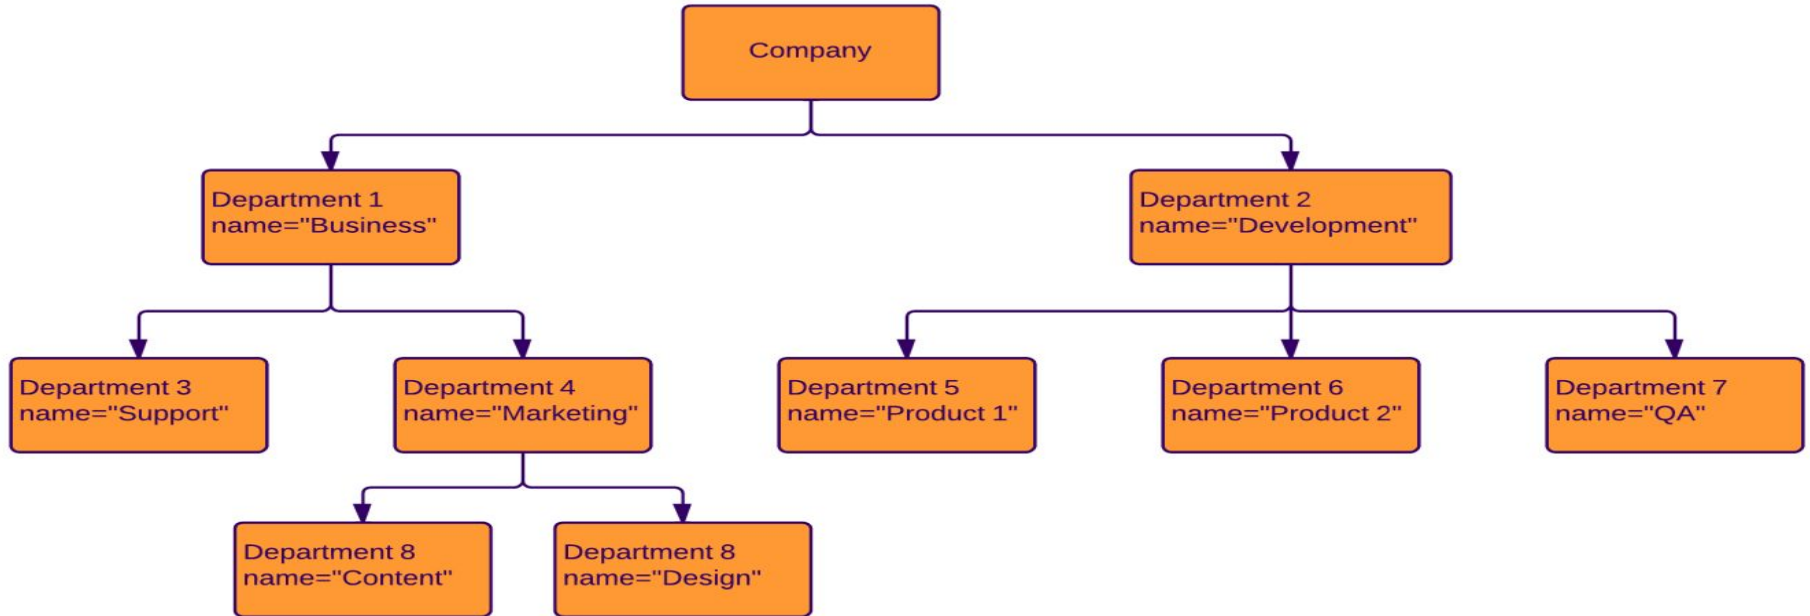 Company
Department 1
name="Business"
Department 2
name="Development"
Department 3
name="Support"
Department 4
name="Marketing"
Department 5
name="Product 1"
Department 6
name="Product 2"
Department 7
name="QA"
Department 8
name="Content"
Department 8
name="Design"